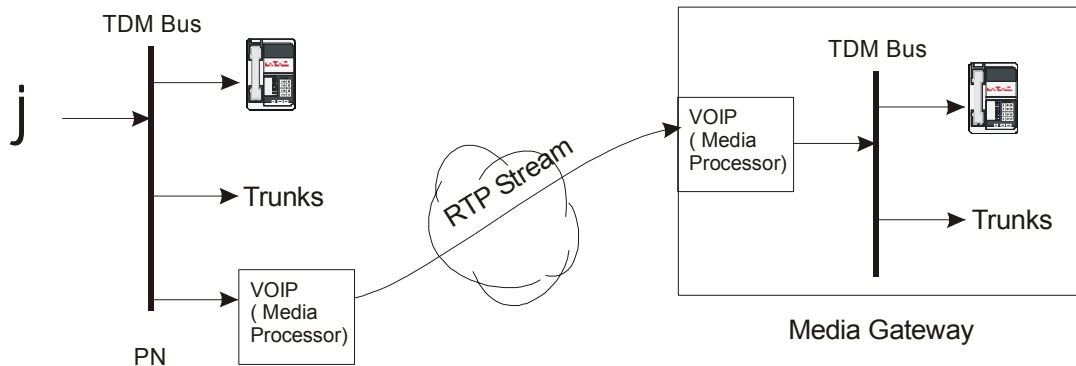 TDM Bus
j
Trunks
VOIP
( Media
Processor)
PN
RTP Stream
VOIP
( Media
Processor)
TDM Bus
Trunks
Media Gateway